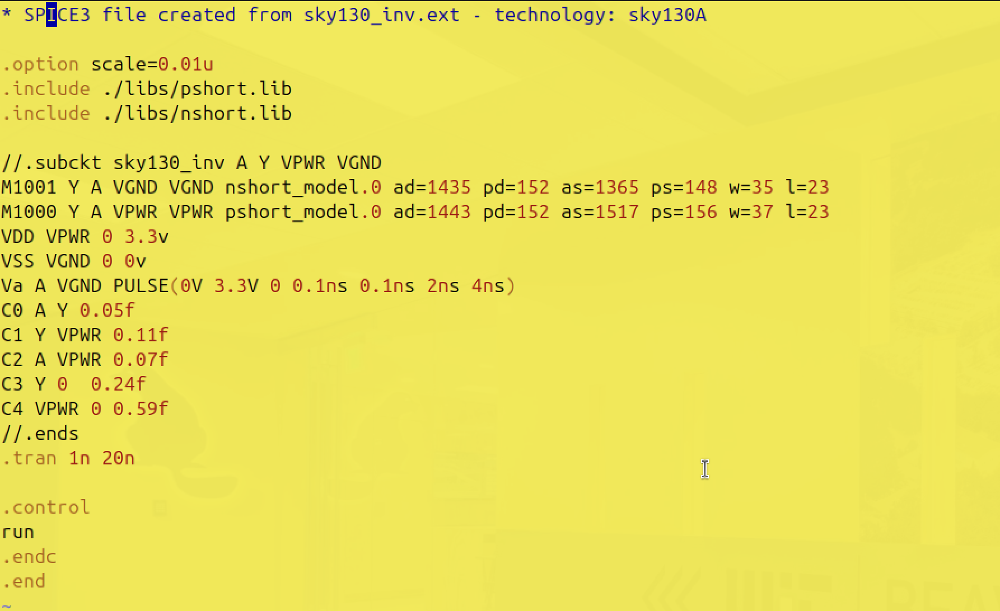 * SPICE3 file created from sky130_inv.ext - technology: sky130A
.option scale=0.01u
.include ./libs/pshort.lib
.include ./libs/nshort.lib
//.subckt sky130_inv A Y VPWR VGND
M1001 Y A VGND VGND nshort_model.0 ad=1435 pd=152 as=1365 ps=148 w=35 l=23
M1000 Y A VPWR VPWR pshort_model.0 ad=1443 pd=152 as=1517 ps=156 w=37 l=23
VDD VPWR 0 3.3v
VSS VGND 0 0v
Va A VGND PULSE(0V 3.3V 0 0.1ns 0.1ns 2ns 4ns)
C0 A Y 0.05f
C1 Y VPWR 0.11f
C2 A VPWR 0.07f
C3 Y 0  0.24f
C4 VPWR 0 0.59f
//.ends
.tran 1n 20n
.control
run
.endc
.end
~